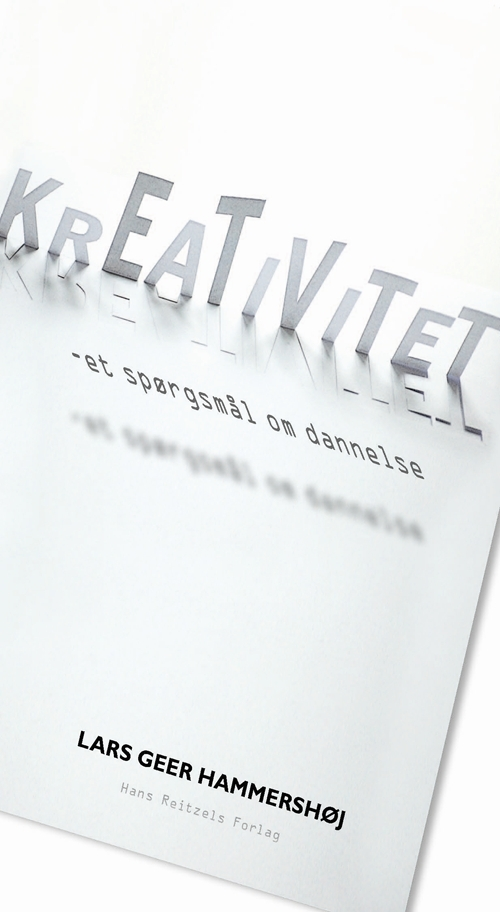 KREATIVITET
-et spørgsmål om dannelse
LARS GEER HAMMERSHØJ
Hans Reitzels Forlag